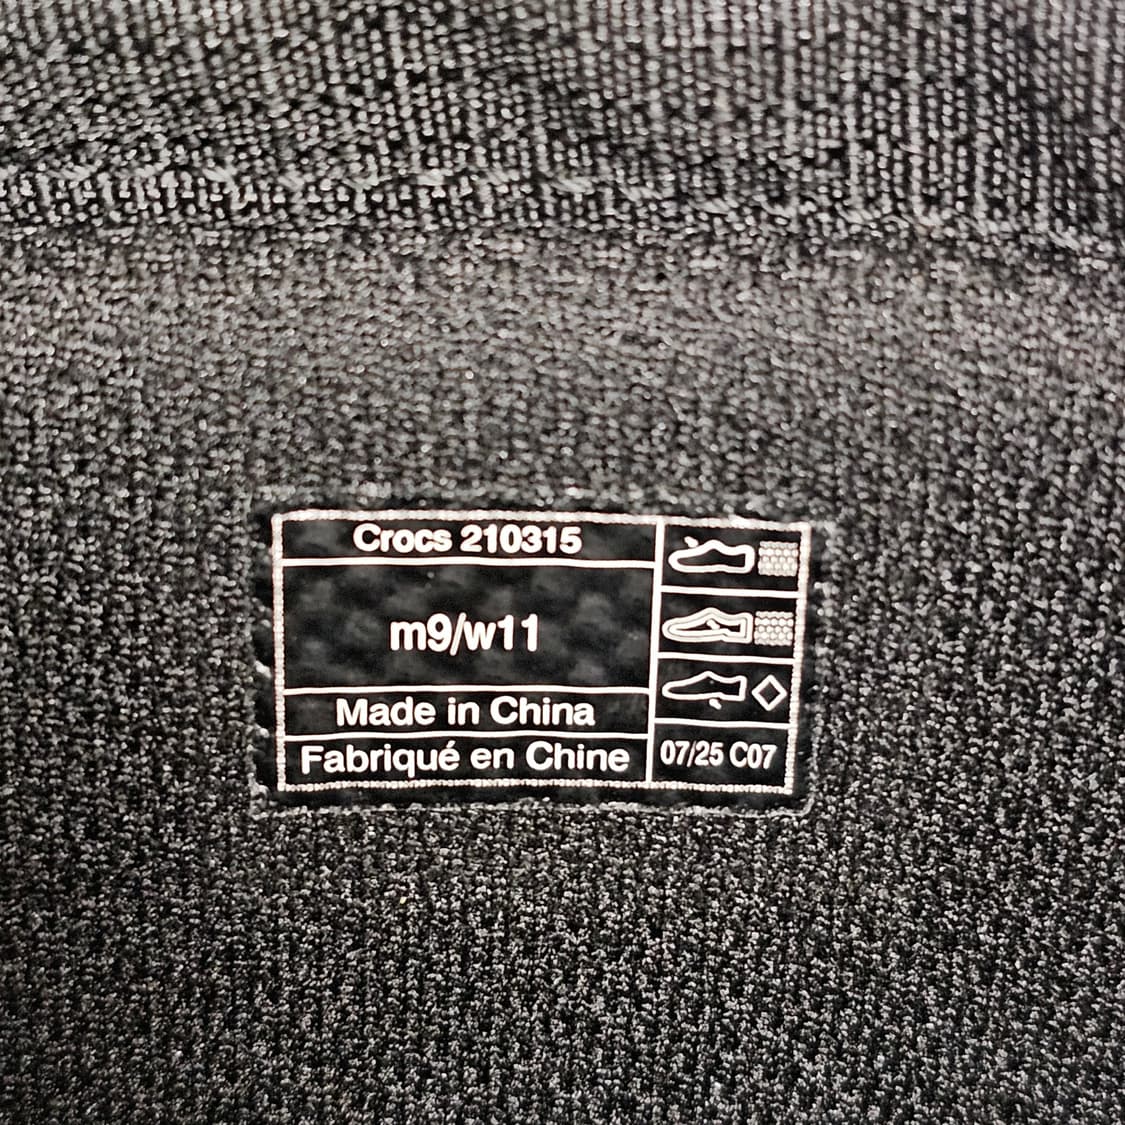 Crocs 210315
m9/w11
Made in China
Fabriqué en Chine
07/25 C07